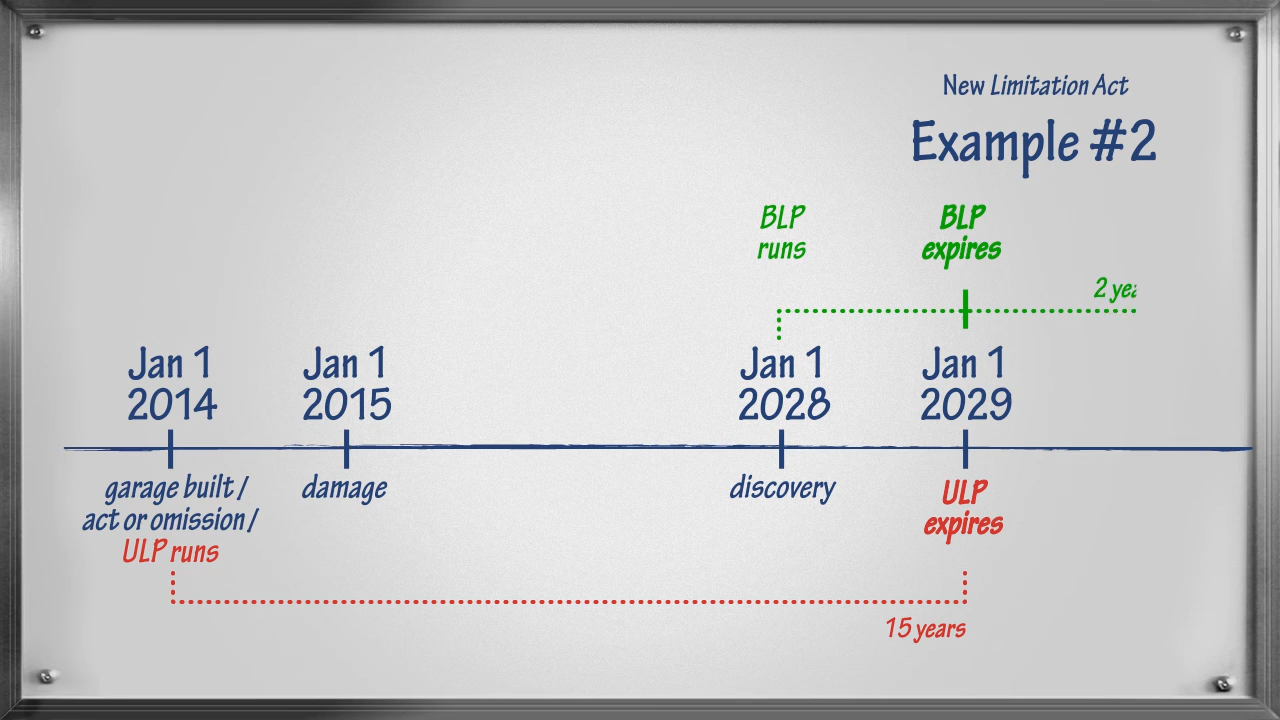 New Limitation Act
Example #2
BLP
runs
BLP
expires
2
Jan 1
2014
Jan 1
2015
Jan 1
2028
Jan 1
2029
garage built /
act or omission /
ULP runs
damage
discovery
ULP
expires
15 years